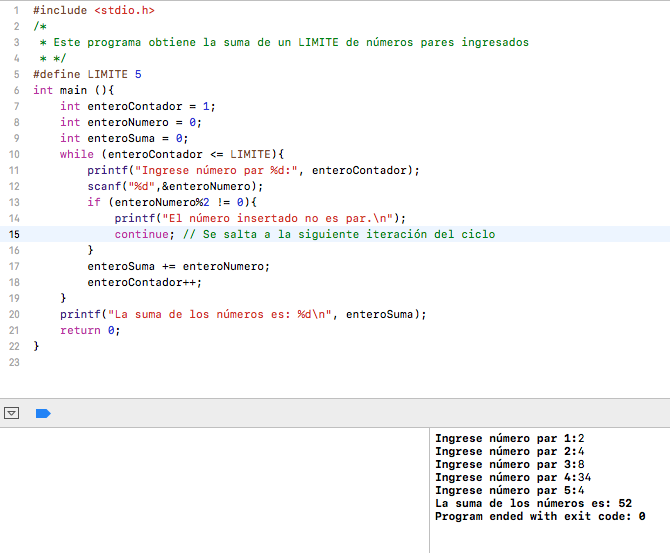 1 #include <stdio.h>
2 /*
3  * Este programa obtiene la suma de un LIMITE de números pares ingresados
4  * */
5 #define LIMITE 5
6 int main (){
7     int enteroContador = 1;
8     int enteroNumero = 0;
9     int enteroSuma = 0;
10     while (enteroContador <= LIMITE){
11         printf("Ingrese número par %d:", enteroContador);
12         scanf("%d",&enteroNumero);
13         if (enteroNumero%2 != 0){
14             printf("El número insertado no es par.\n");
15             continue; // Se salta a la siguiente iteración del ciclo
16         }
17         enteroSuma += enteroNumero;
18         enteroContador++;
19     }
20     printf("La suma de los números es: %d\n", enteroSuma);
21     return 0;
22 }
23
Ingrese número par 1:2
Ingrese número par 2:4
Ingrese número par 3:8
Ingrese número par 4:34
Ingrese número par 5:4
La suma de los números es: 52
Program ended with exit code: 0